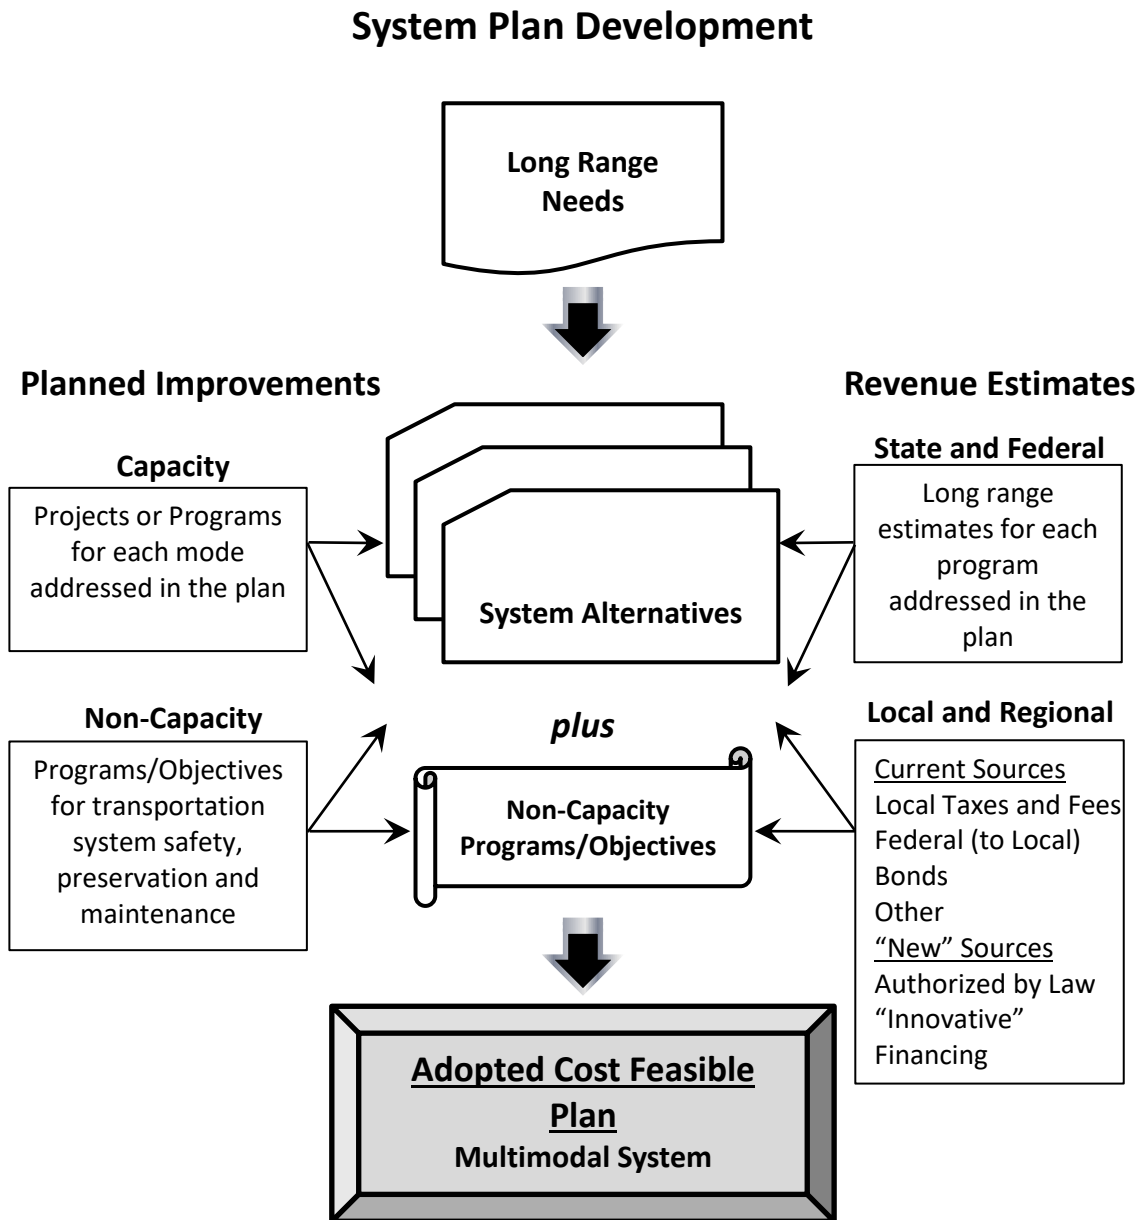 System Plan Development
Long Range
Needs
Planned Improvements
Revenue Estimates
Capacity
Projects or Programs
for each mode
addressed in the plan
State and Federal
Long range
estimates for each
program
addressed in the
plan
System Alternatives
Non-Capacity
Programs/Objectives
for transportation
system safety,
preservation and
maintenance
plus
Non-Capacity
Programs/Objectives
Local and Regional
Current Sources
Local Taxes and Fees
Federal (to Local)
Bonds
Other
“New” Sources
Authorized by Law
“Innovative”
Financing
Adopted Cost Feasible
Plan
Multimodal System